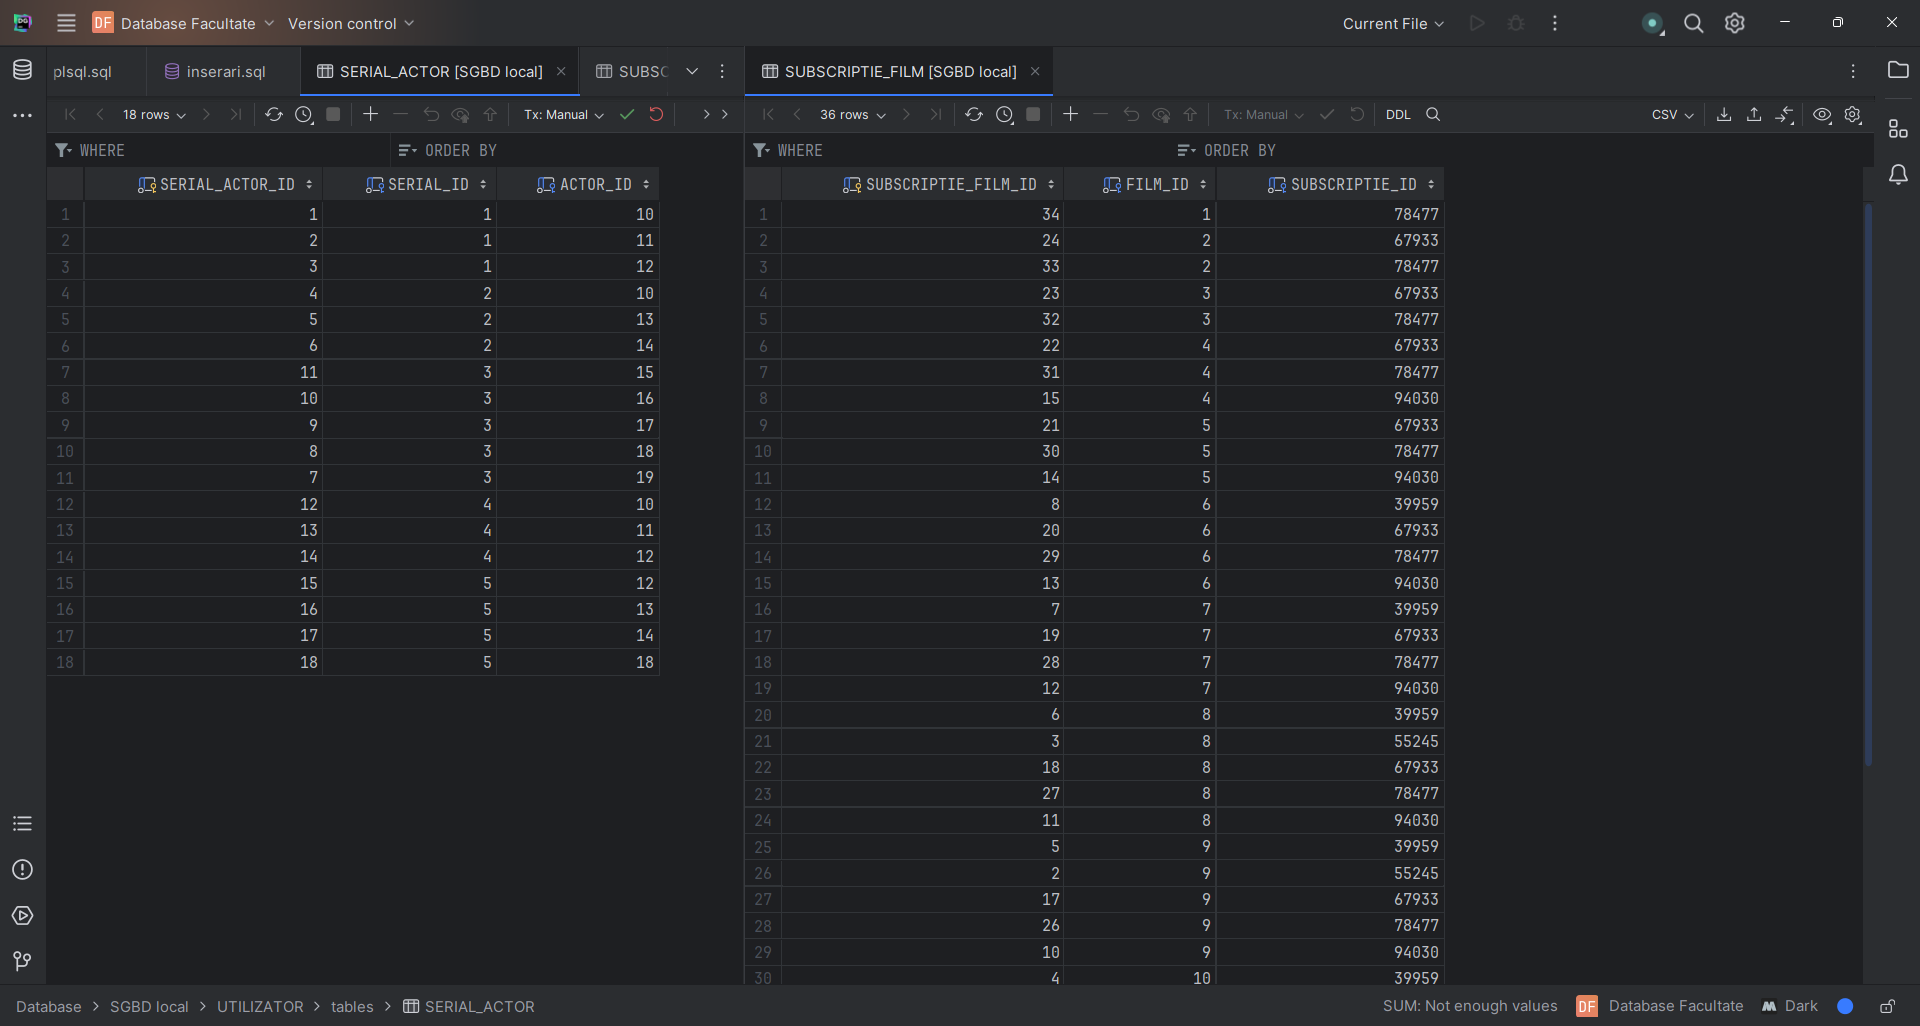 DF Database Facultate Version control Current File
plsql.sql inserari.sql SERIAL_ACTOR [SGBD local] SUBSC SUBSCRIPTIE_FILM [SGBD local]
18 rows Tx: Manual 36 rows Tx: Manual DDL CSV
WHERE ORDER BY WHERE ORDER BY
SERIAL_ACTOR_ID SERIAL_ID ACTOR_ID SUBSCRIPTIE_FILM_ID FILM_ID SUBSCRIPTIE_ID
1 1 1 10 1 34 1 78477
2 2 1 11 2 24 2 67933
3 3 1 12 3 33 2 78477
4 4 2 10 4 23 3 67933
5 5 2 13 5 32 3 78477
6 6 2 14 6 22 4 67933
7 11 3 15 7 31 4 78477
8 10 3 16 8 15 4 94030
9 9 3 17 9 21 5 67933
10 8 3 18 10 30 5 78477
11 7 3 19 11 14 5 94030
12 12 4 10 12 8 6 39959
13 13 4 11 13 20 6 67933
14 14 4 12 14 29 6 78477
15 15 5 12 15 13 6 94030
16 16 5 13 16 7 7 39959
17 17 5 14 17 19 7 67933
18 18 5 18 18 28 7 78477
19 12 7 94030
20 6 8 39959
21 3 8 55245
22 18 8 67933
23 27 8 78477
24 11 8 94030
25 5 9 39959
26 2 9 55245
27 17 9 67933
28 26 9 78477
29 10 9 94030
30 4 10 39959
Database > SGBD local > UTILIZATOR > tables > SERIAL_ACTOR SUM: Not enough values DF Database Facultate Dark